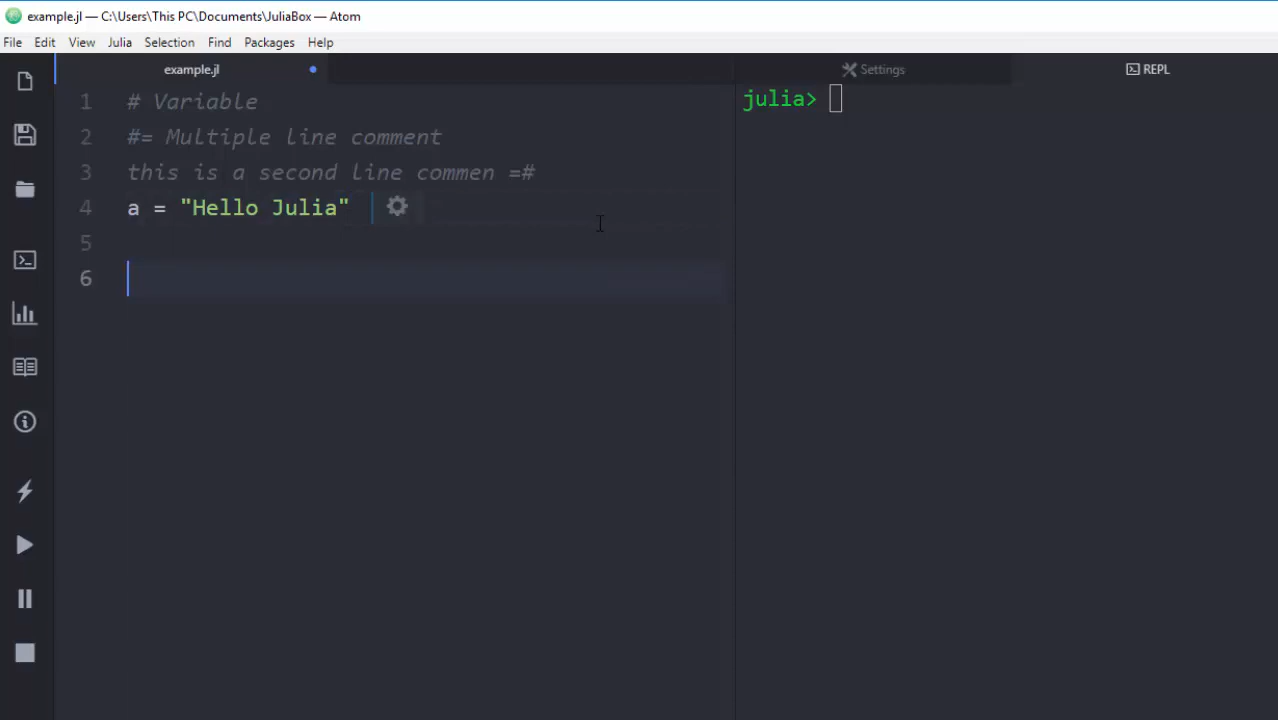 example.jl — C:\Users\This PC\Documents\JuliaBox — Atom
File Edit View Julia Selection Find Packages Help
example.jl Settings REPL
1 # Variable
2 #= Multiple line comment
3 this is a second line commen =#
4 a = "Hello Julia"
5
6
julia>